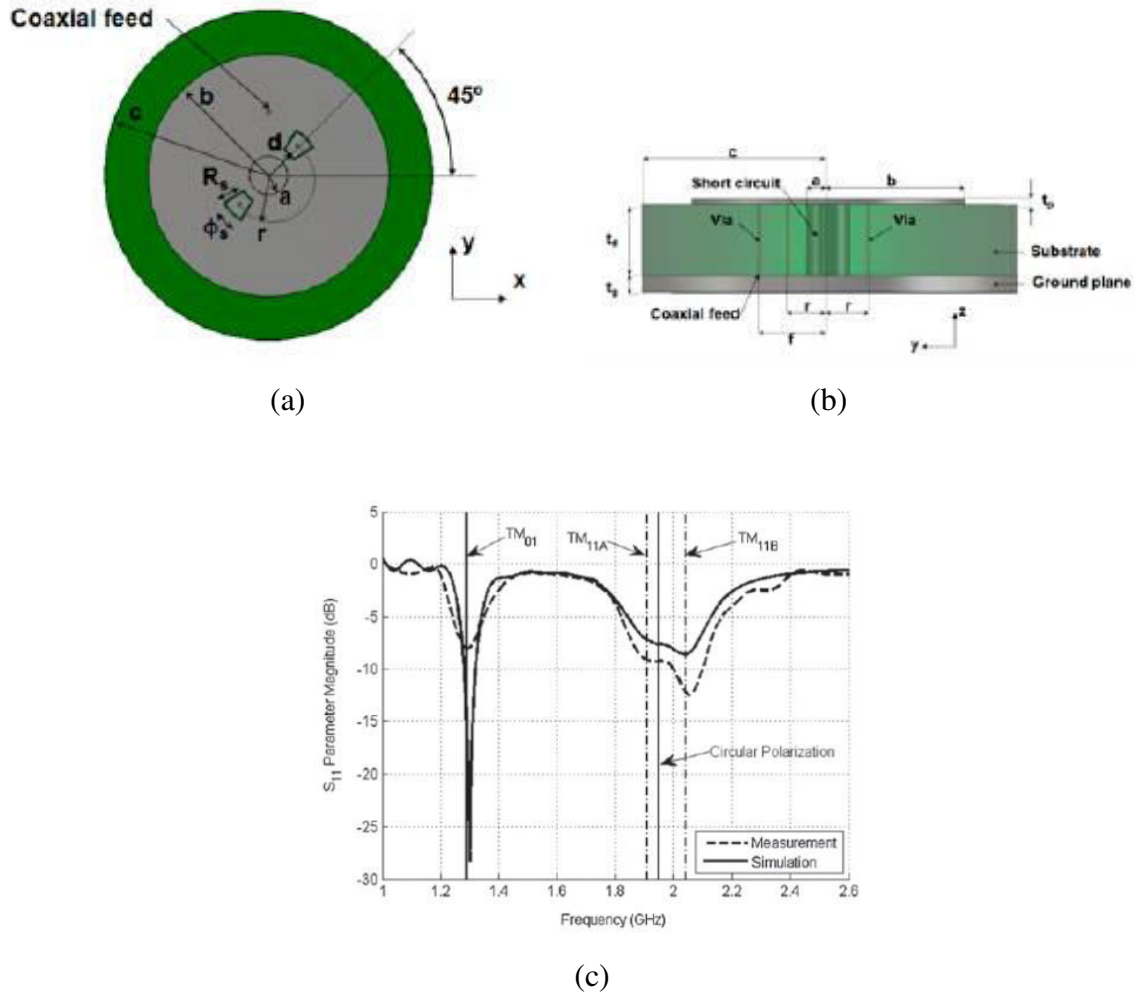 Coaxial feed
45º
b
c
d
Rs
a
ϕs
r
y
x
c
a
b
Short circuit
tp
Via
Via
td
Substrate
tg
Ground plane
Coaxial feed
r
r
f
z
y
(a)
(b)
5
0
-5
-10
-15
-20
-25
-30
S11 Parameter Magnitude (dB)
TM01
TM11A
TM11B
Circular Polarization
Measurement
Simulation
1
1.2
1.4
1.6
1.8
2
2.2
2.4
2.6
Frequency (GHz)
(c)